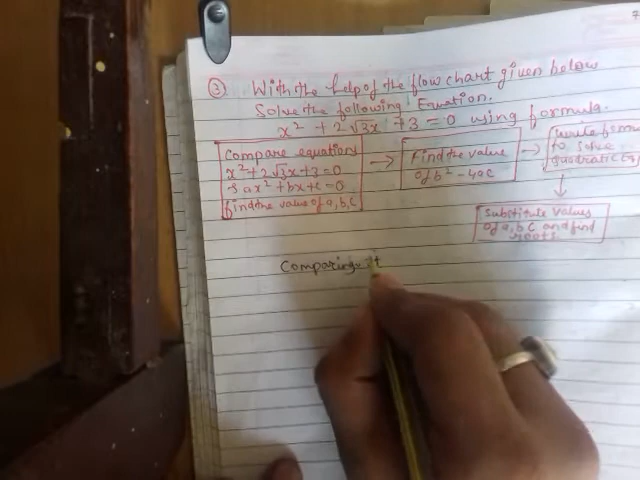 7
③ With the help of the flow chart given below
Solve the following Equation.
x² + 2√3x + 3 = 0 using formula.
Compare equations
x² + 2√3x + 3 = 0
& ax² + bx + c = 0
find the value of a, b, c
Find the value
of b² - 4ac
write formula
to solve
quadratic Eq
substitute values
of a, b, c and find
roots.
Comparing